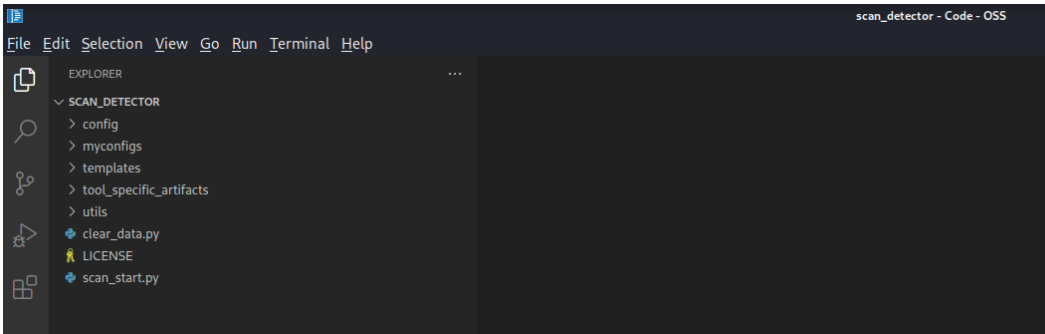 scan_detector - Code - OSS
File Edit Selection View Go Run Terminal Help
EXPLORER
SCAN_DETECTOR
config
myconfigs
templates
tool_specific_artifacts
utils
clear_data.py
LICENSE
scan_start.py